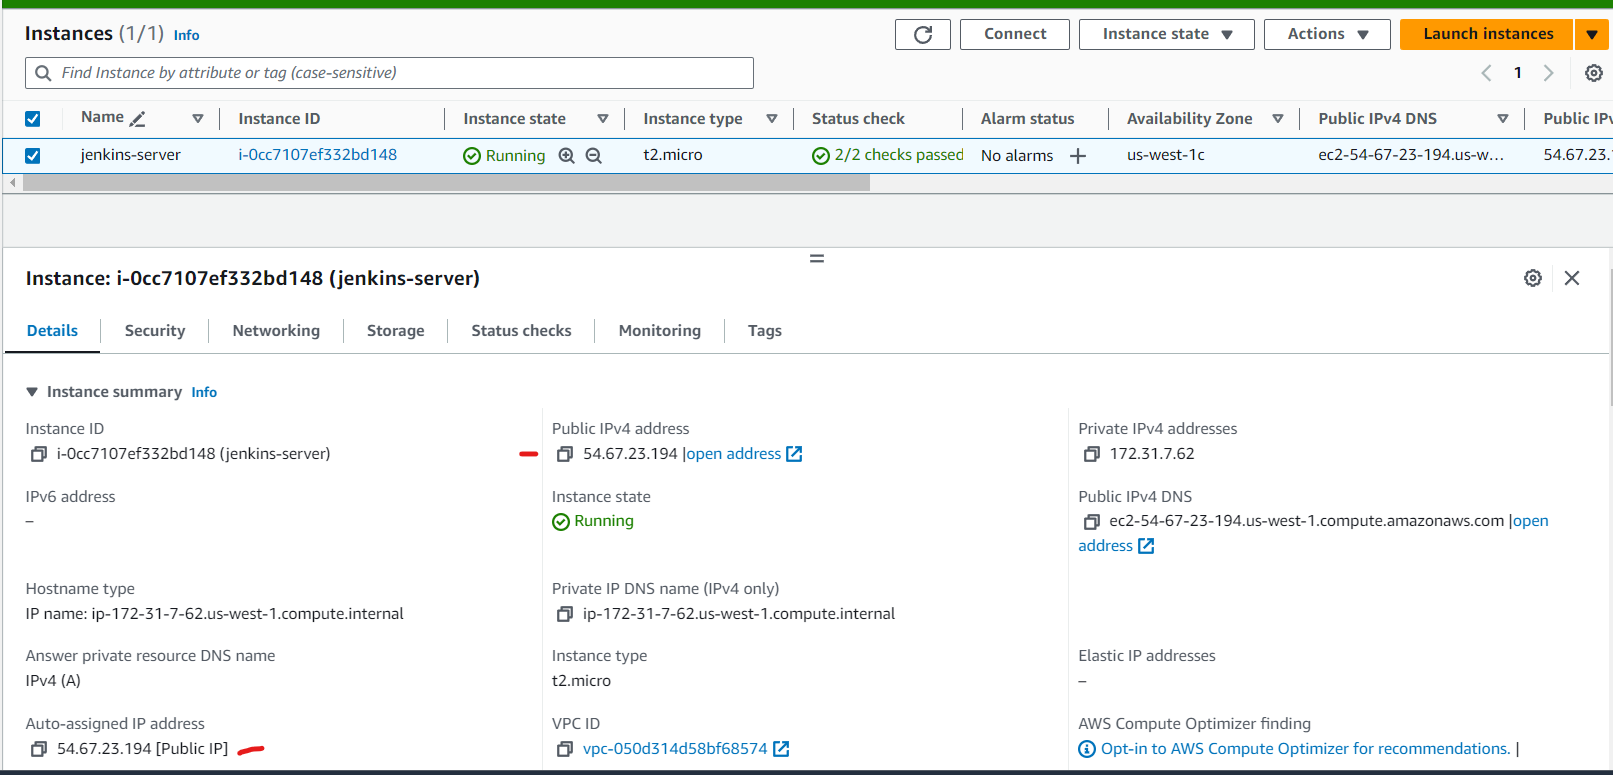 Instances (1/1) Info
Connect Instance state Actions Launch instances
Find Instance by attribute or tag (case-sensitive)
1
Name Instance ID Instance state Instance type Status check Alarm status Availability Zone Public IPv4 DNS Public IPv
jenkins-server i-0cc7107ef332bd148 Running t2.micro 2/2 checks passed No alarms us-west-1c ec2-54-67-23-194.us-w... 54.67.23.
Instance: i-0cc7107ef332bd148 (jenkins-server)
Details Security Networking Storage Status checks Monitoring Tags
Instance summary Info
Instance ID
i-0cc7107ef332bd148 (jenkins-server)
Public IPv4 address
54.67.23.194 |open address
Private IPv4 addresses
172.31.7.62
IPv6 address
–
Instance state
Running
Public IPv4 DNS
ec2-54-67-23-194.us-west-1.compute.amazonaws.com |open
address
Hostname type
IP name: ip-172-31-7-62.us-west-1.compute.internal
Private IP DNS name (IPv4 only)
ip-172-31-7-62.us-west-1.compute.internal
Answer private resource DNS name
IPv4 (A)
Instance type
t2.micro
Elastic IP addresses
–
Auto-assigned IP address
54.67.23.194 [Public IP]
VPC ID
vpc-050d314d58bf68574
AWS Compute Optimizer finding
Opt-in to AWS Compute Optimizer for recommendations. |